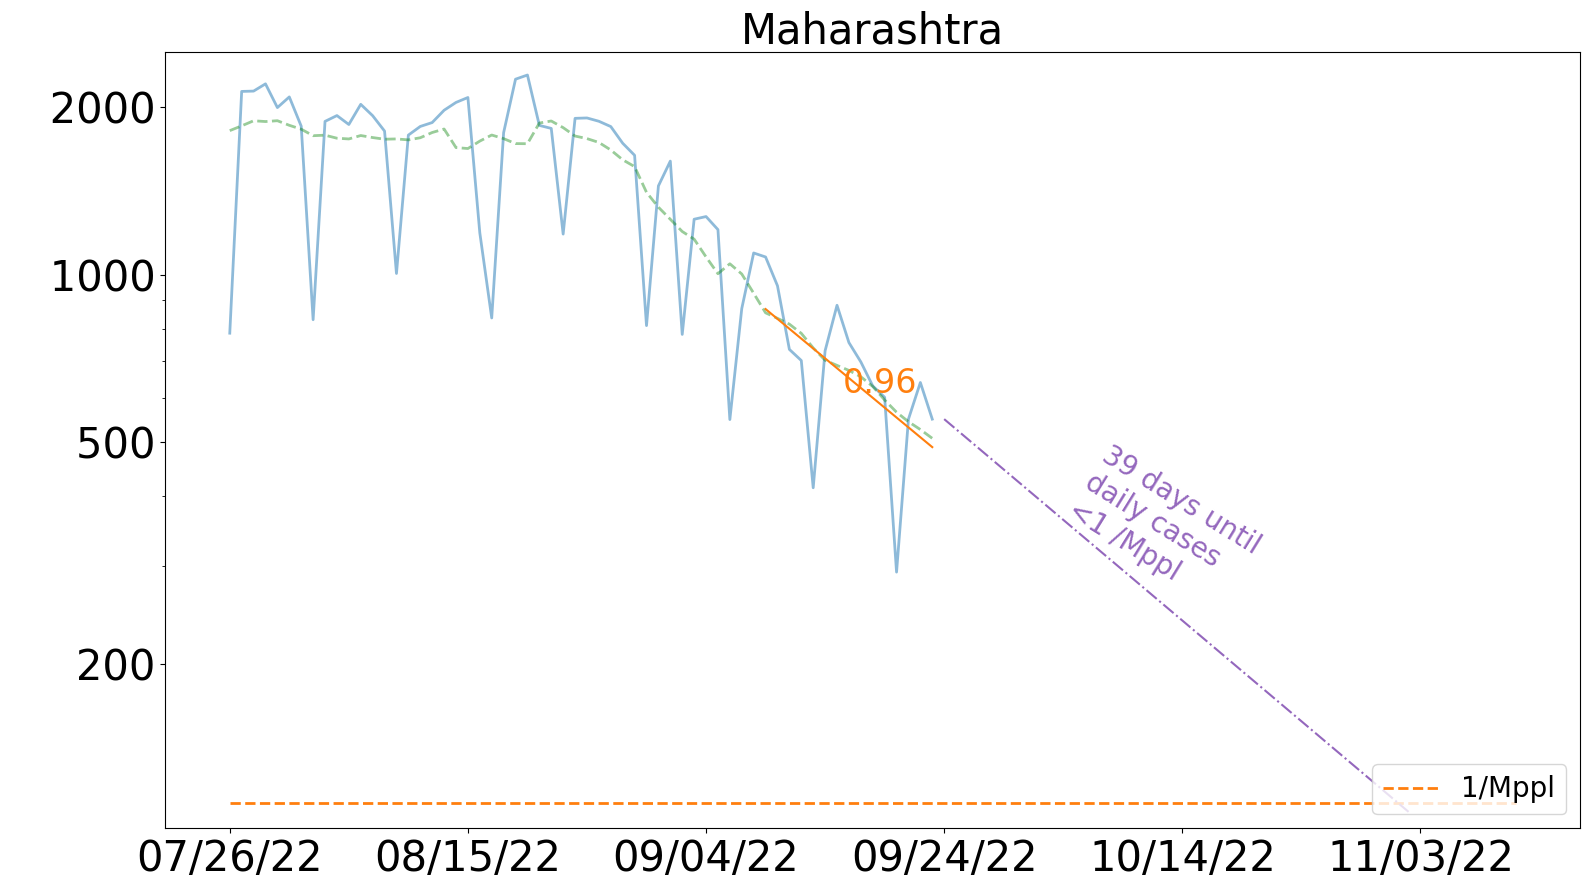 Maharashtra
2000
1000
500
200
0.96
39 days until
daily cases
<1 /Mppl
1/Mppl
07/26/22
08/15/22
09/04/22
09/24/22
10/14/22
11/03/22